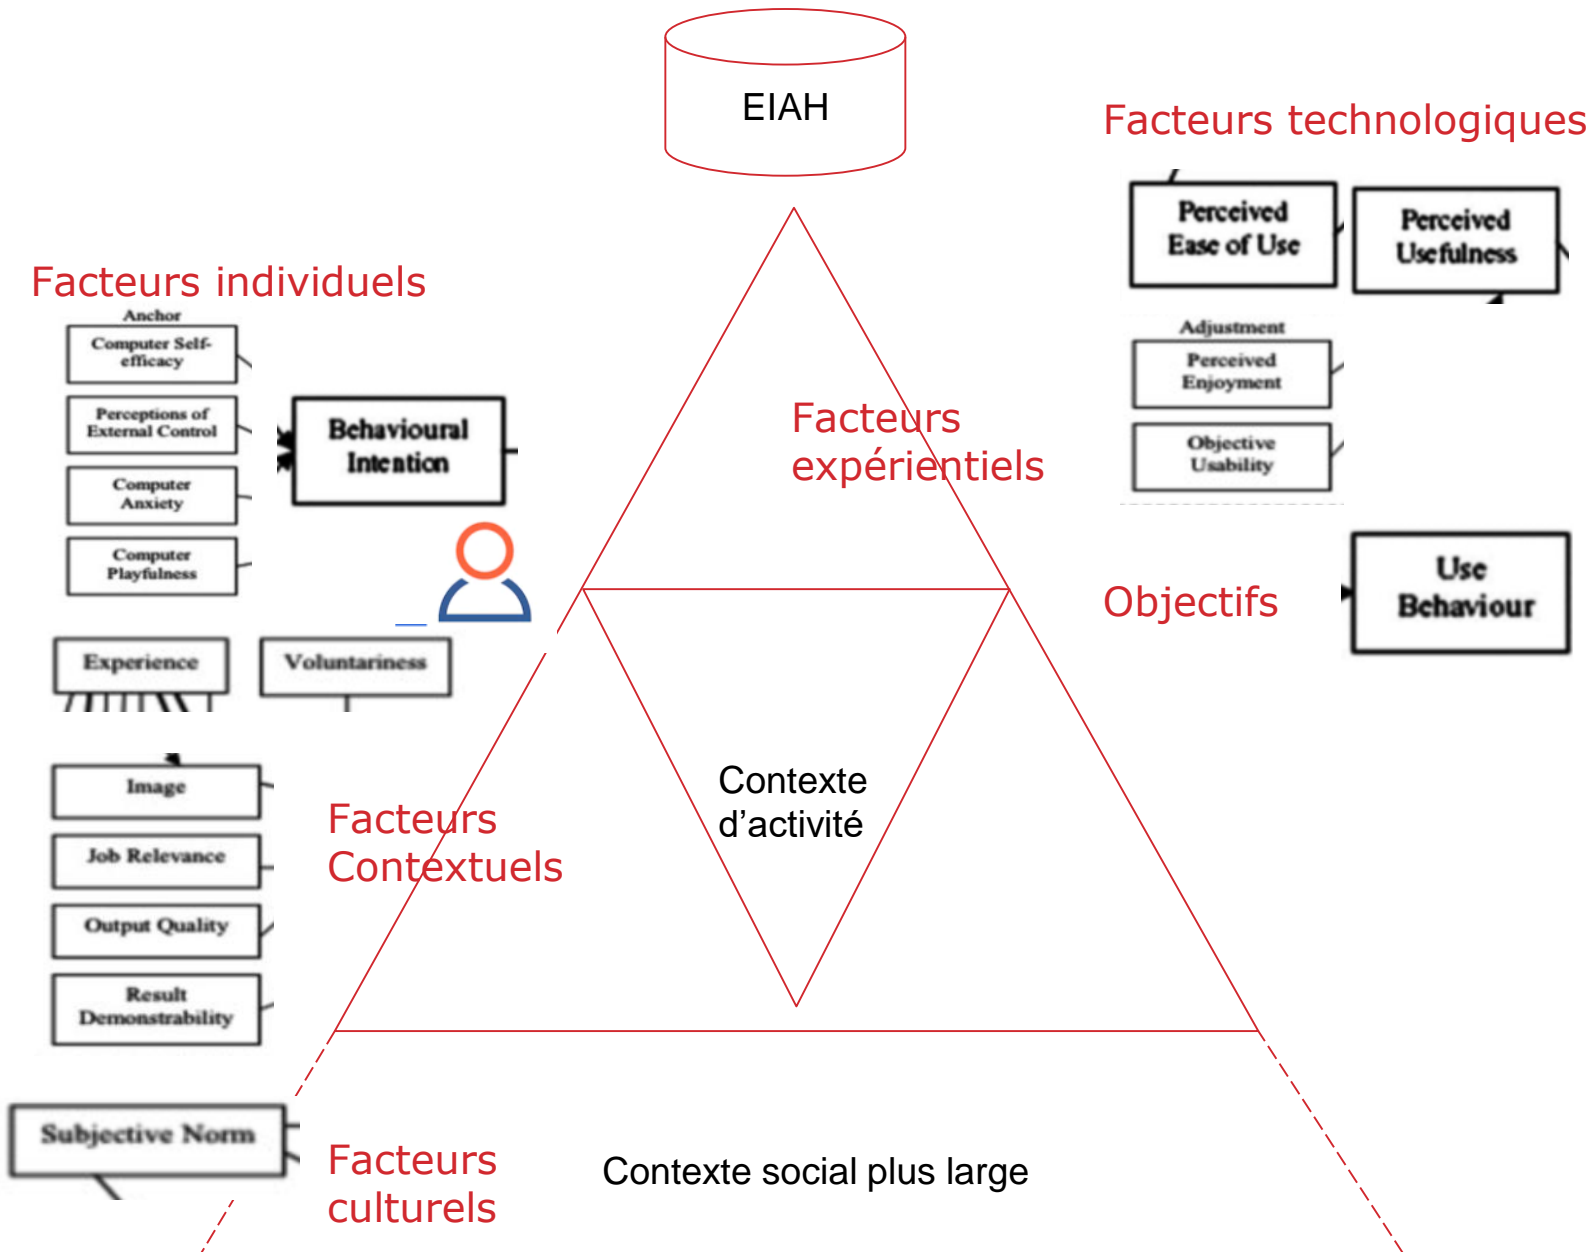 EIAH
Facteurs technologiques
Perceived
Ease of Use
Perceived
Usefulness
Adjustment
Perceived
Enjoyment
Objective
Usability
Facteurs individuels
Anchor
Computer Self-
efficacy
Perceptions of
External Control
Computer
Anxiety
Computer
Playfulness
Behavioural
Intention
Facteurs
expérientiels
Objectifs
Use
Behaviour
Experience
Voluntariness
Image
Job Relevance
Output Quality
Result
Demonstrability
Facteurs
Contextuels
Contexte
d’activité
Subjective Norm
Facteurs
culturels
Contexte social plus large